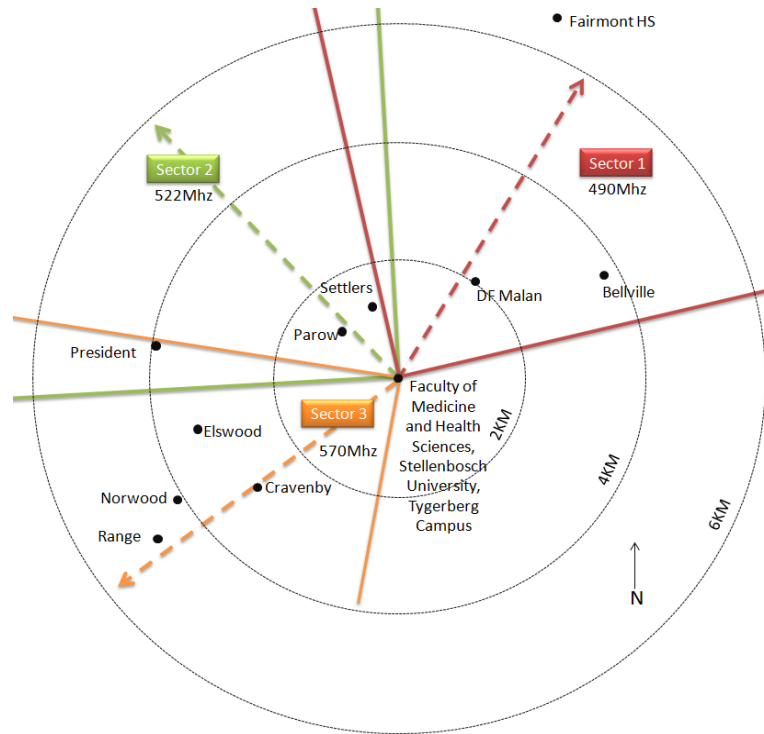 Fairmont HS
Sector 2
522Mhz
Sector 1
490Mhz
Settlers
DF Malan
Bellville
Parow
President
Faculty of
Medicine
and Health
Sciences,
Stellenbosch
University,
Tygerberg
Campus
Sector 3
570Mhz
Elswood
Cravenby
Norwood
Range
2KM
4KM
6KM
N